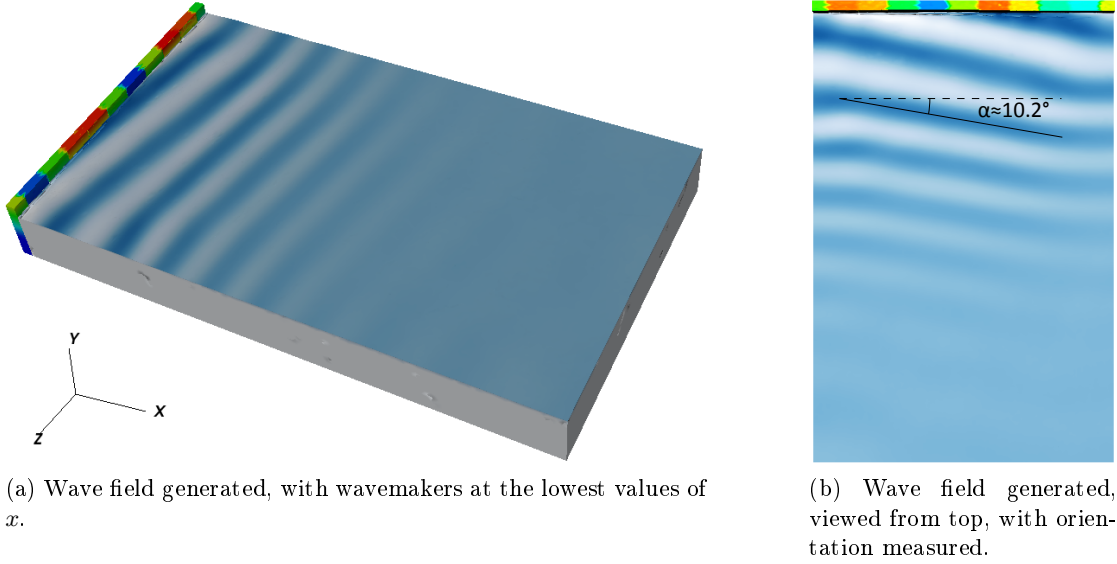 α≈10.2°
Y
X
Z
(a) Wave field generated, with wavemakers at the lowest values of
x.
(b) Wave field generated,
viewed from top, with orien-
tation measured.